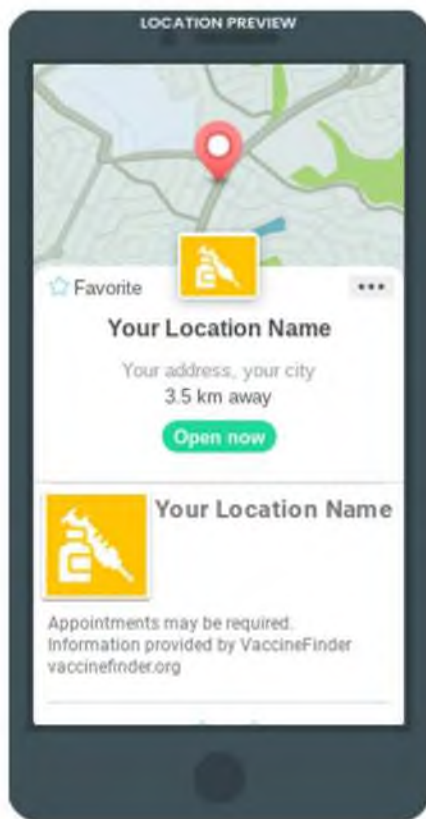 LOCATION PREVIEW
Favorite
Your Location Name
Your address, your city
3.5 km away
Open now
Your Location Name
Appointments may be required.
Information provided by VaccineFinder
vaccinefinder.org